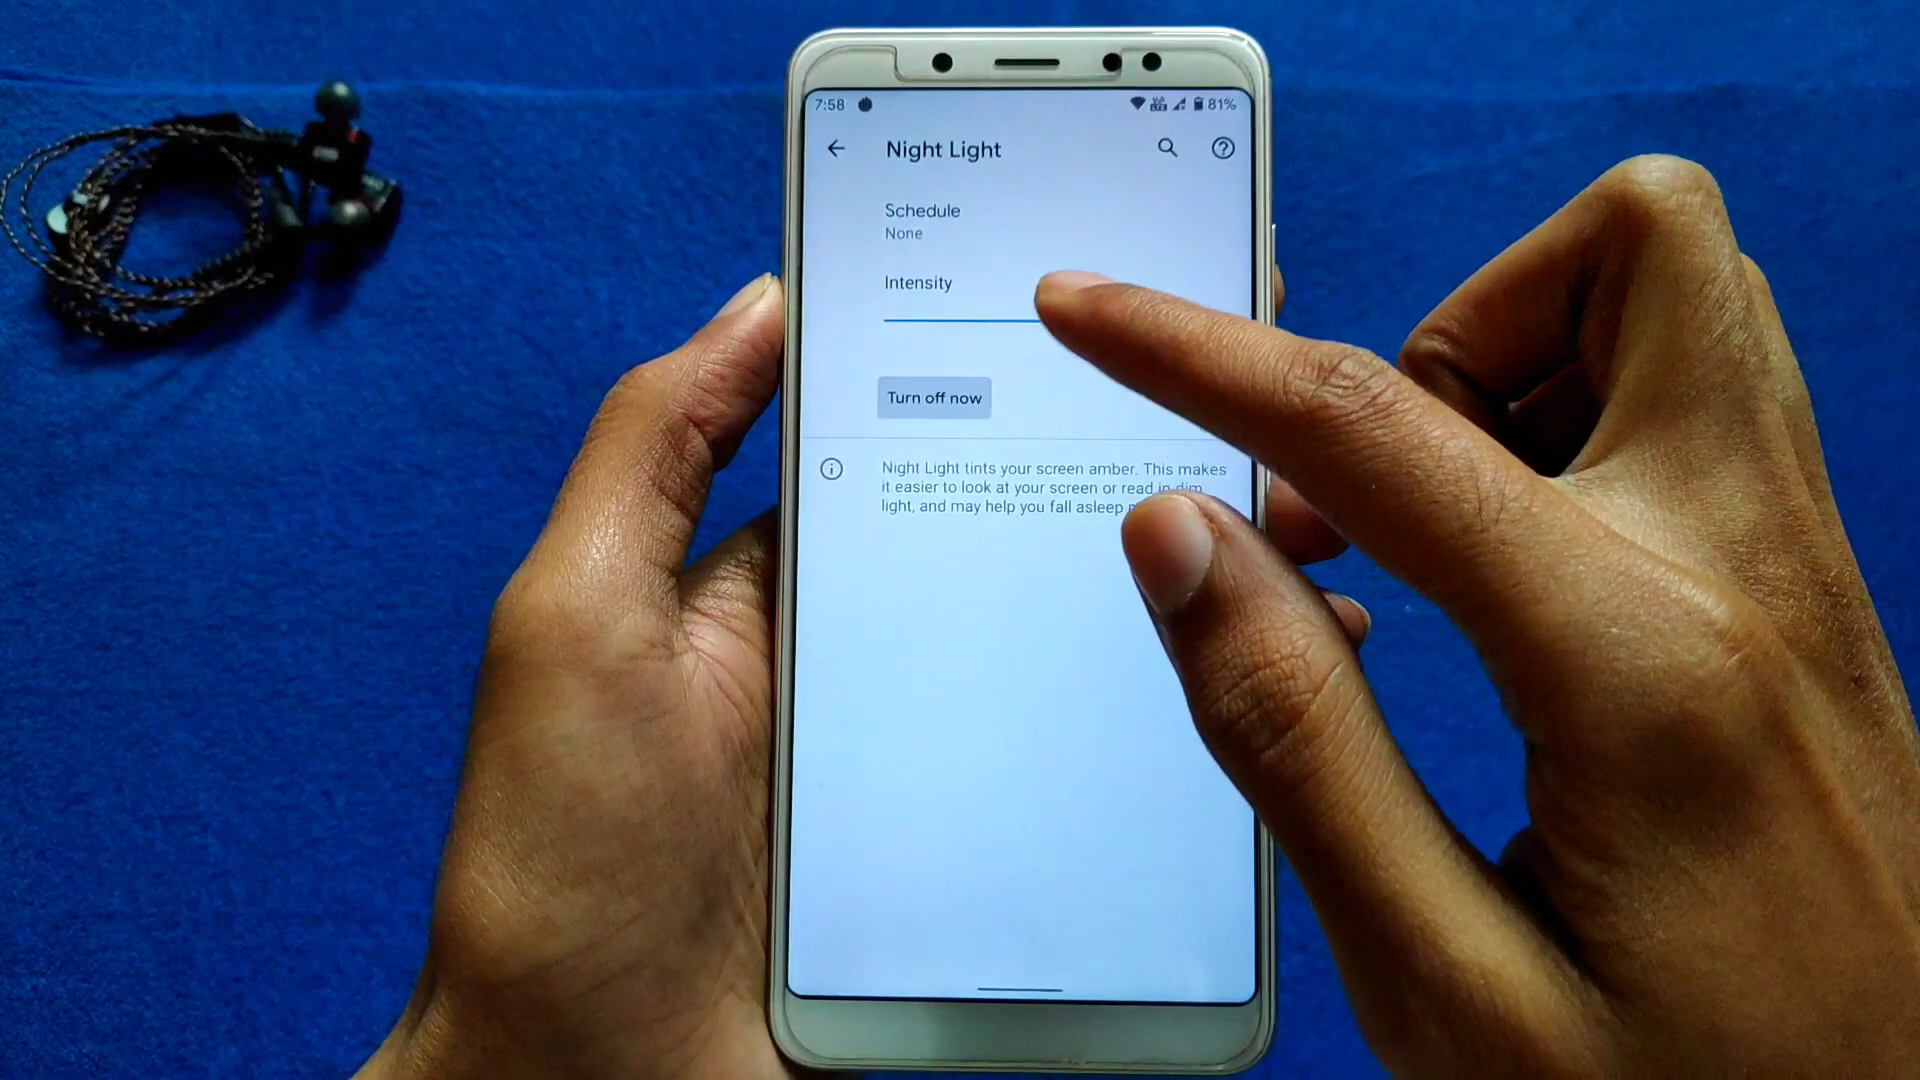 7:58 81%
Night Light
Schedule
None
Intensity
Turn off now
Night Light tints your screen amber. This makes
it easier to look at your screen or read in dim
light, and may help you fall asleep